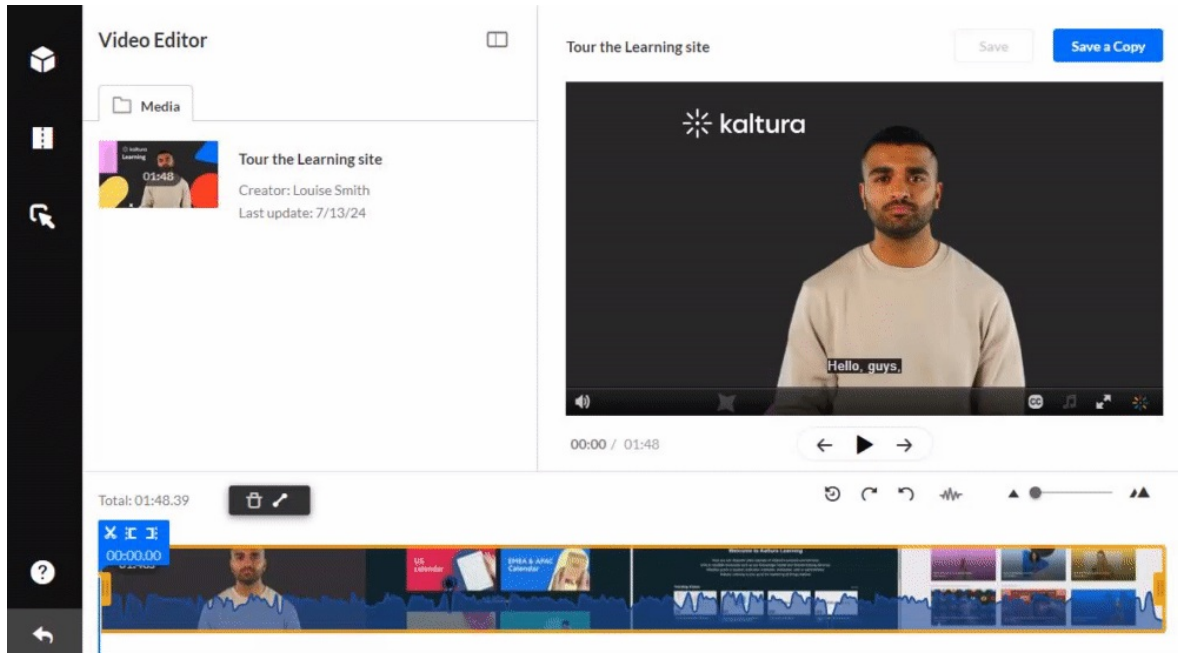 Video Editor
Media
01:48
Tour the Learning site
Creator: Louise Smith
Last update: 7/13/24
Tour the Learning site
Save
Save a Copy
kaltura
Hello, guys,
CC
00:00 / 01:48
Total: 01:48.39
00:00.00
US
calendar
EMEA & APAC
Calendar
Welcome to Kaltura Learning
?